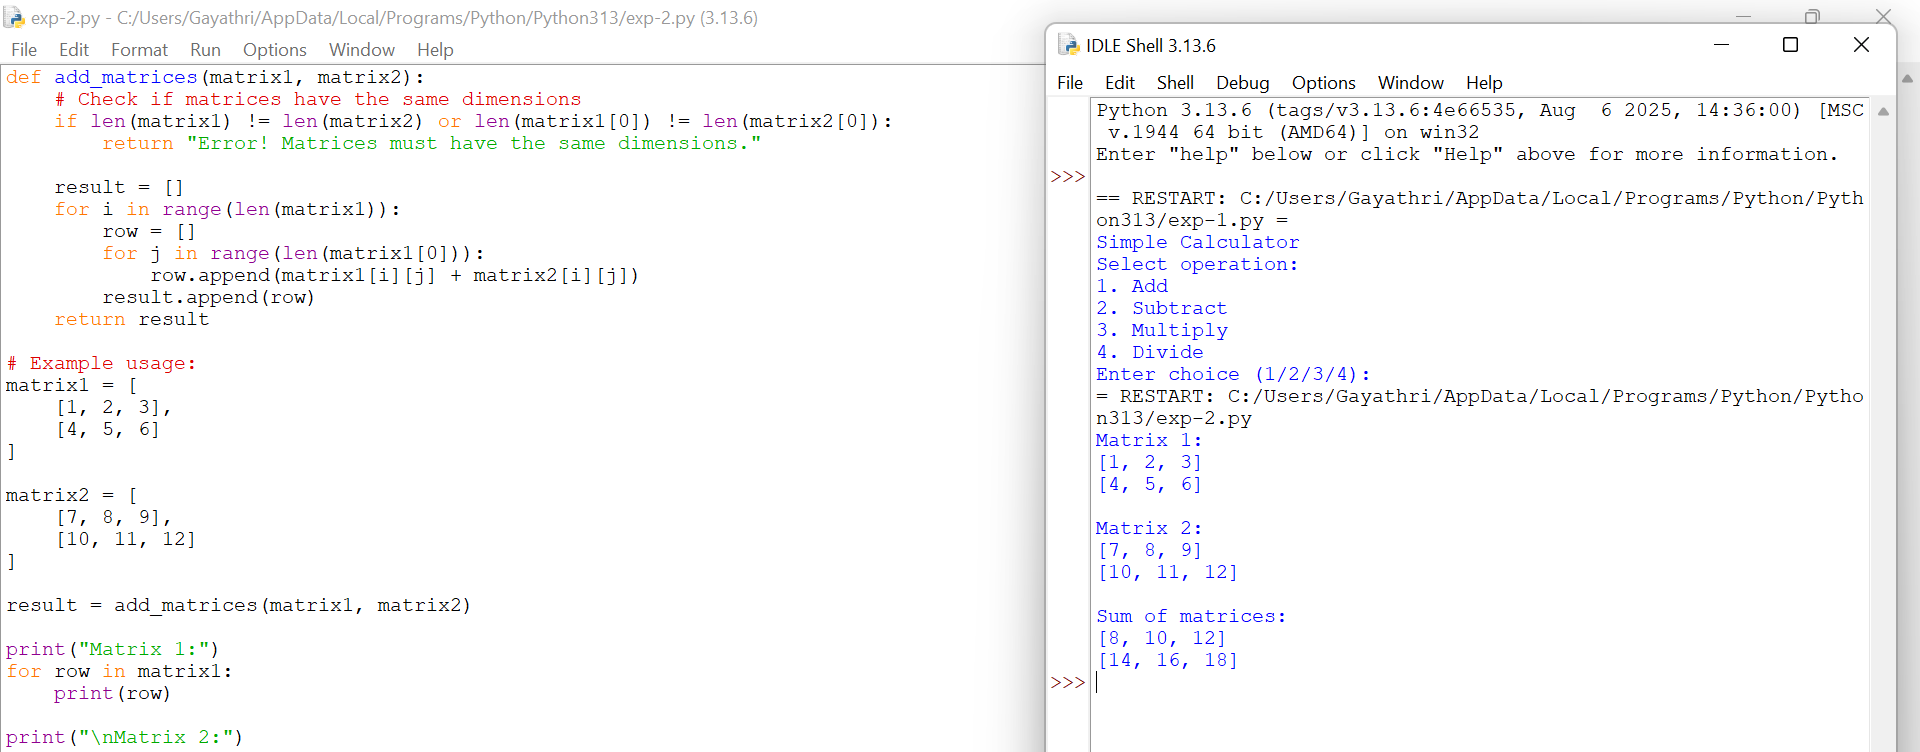 exp-2.py - C:/Users/Gayathri/AppData/Local/Programs/Python/Python313/exp-2.py (3.13.6)
File Edit Format Run Options Window Help
def add_matrices(matrix1, matrix2):
    # Check if matrices have the same dimensions
    if len(matrix1) != len(matrix2) or len(matrix1[0]) != len(matrix2[0]):
        return "Error! Matrices must have the same dimensions."

    result = []
    for i in range(len(matrix1)):
        row = []
        for j in range(len(matrix1[0])):
            row.append(matrix1[i][j] + matrix2[i][j])
        result.append(row)
    return result

# Example usage:
matrix1 = [
    [1, 2, 3],
    [4, 5, 6]
]

matrix2 = [
    [7, 8, 9],
    [10, 11, 12]
]

result = add_matrices(matrix1, matrix2)

print("Matrix 1:")
for row in matrix1:
    print(row)

print("\nMatrix 2:")
IDLE Shell 3.13.6
File Edit Shell Debug Options Window Help
Python 3.13.6 (tags/v3.13.6:4e66535, Aug  6 2025, 14:36:00) [MSC
 v.1944 64 bit (AMD64)] on win32
Enter "help" below or click "Help" above for more information.
>>>
== RESTART: C:/Users/Gayathri/AppData/Local/Programs/Python/Pyth
on313/exp-1.py =
Simple Calculator
Select operation:
1. Add
2. Subtract
3. Multiply
4. Divide
Enter choice (1/2/3/4):
= RESTART: C:/Users/Gayathri/AppData/Local/Programs/Python/Pytho
n313/exp-2.py
Matrix 1:
[1, 2, 3]
[4, 5, 6]

Matrix 2:
[7, 8, 9]
[10, 11, 12]

Sum of matrices:
[8, 10, 12]
[14, 16, 18]
>>>